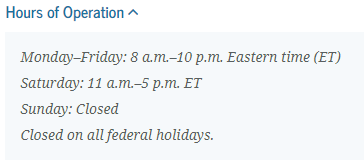 Hours of Operation
Monday–Friday: 8 a.m.–10 p.m. Eastern time (ET)
Saturday: 11 a.m.–5 p.m. ET
Sunday: Closed
Closed on all federal holidays.